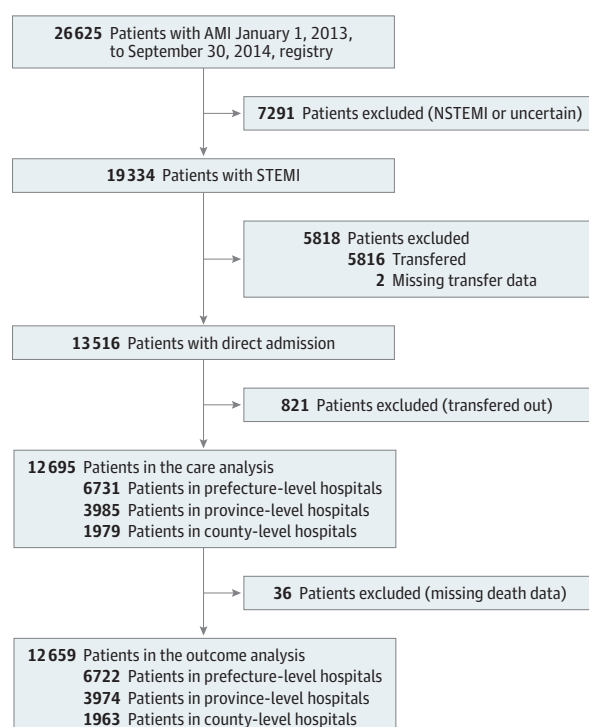 26625 Patients with AMI January 1, 2013,
to September 30, 2014, registry
7291 Patients excluded (NSTEMI or uncertain)
19334 Patients with STEMI
5818 Patients excluded
5816 Transfered
2 Missing transfer data
13516 Patients with direct admission
821 Patients excluded (transfered out)
12695 Patients in the care analysis
6731 Patients in prefecture-level hospitals
3985 Patients in province-level hospitals
1979 Patients in county-level hospitals
36 Patients excluded (missing death data)
12659 Patients in the outcome analysis
6722 Patients in prefecture-level hospitals
3974 Patients in province-level hospitals
1963 Patients in county-level hospitals